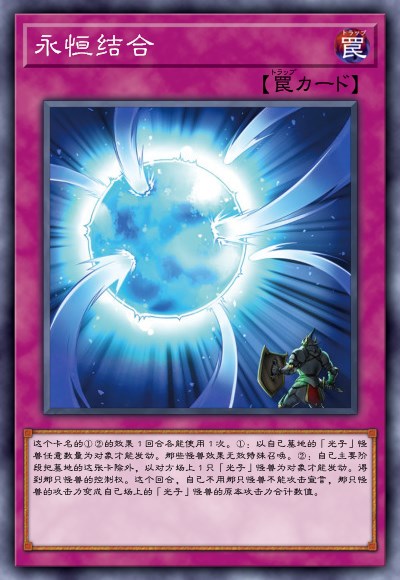 永恒结合
トラップ
罠
トラップ
【罠カード】
这个卡名的①②的效果1回合各能使用1次。①：以自己墓地的「光子」怪
兽任意数量为对象才能发动。那些怪兽效果无效特殊召唤。②：自己主要阶
段把墓地的这张卡除外，以对方场上1只「光子」怪兽为对象才能发动。得
到那只怪兽的控制权。这个回合，自己不用那只怪兽不能攻击宣言，那只怪
兽的攻击力变成自己场上的「光子」怪兽的原本攻击力合计数值。